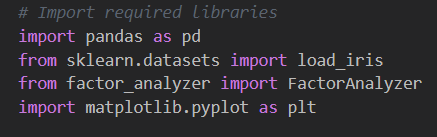 # Import required libraries
import pandas as pd
from sklearn.datasets import load_iris
from factor_analyzer import FactorAnalyzer
import matplotlib.pyplot as plt